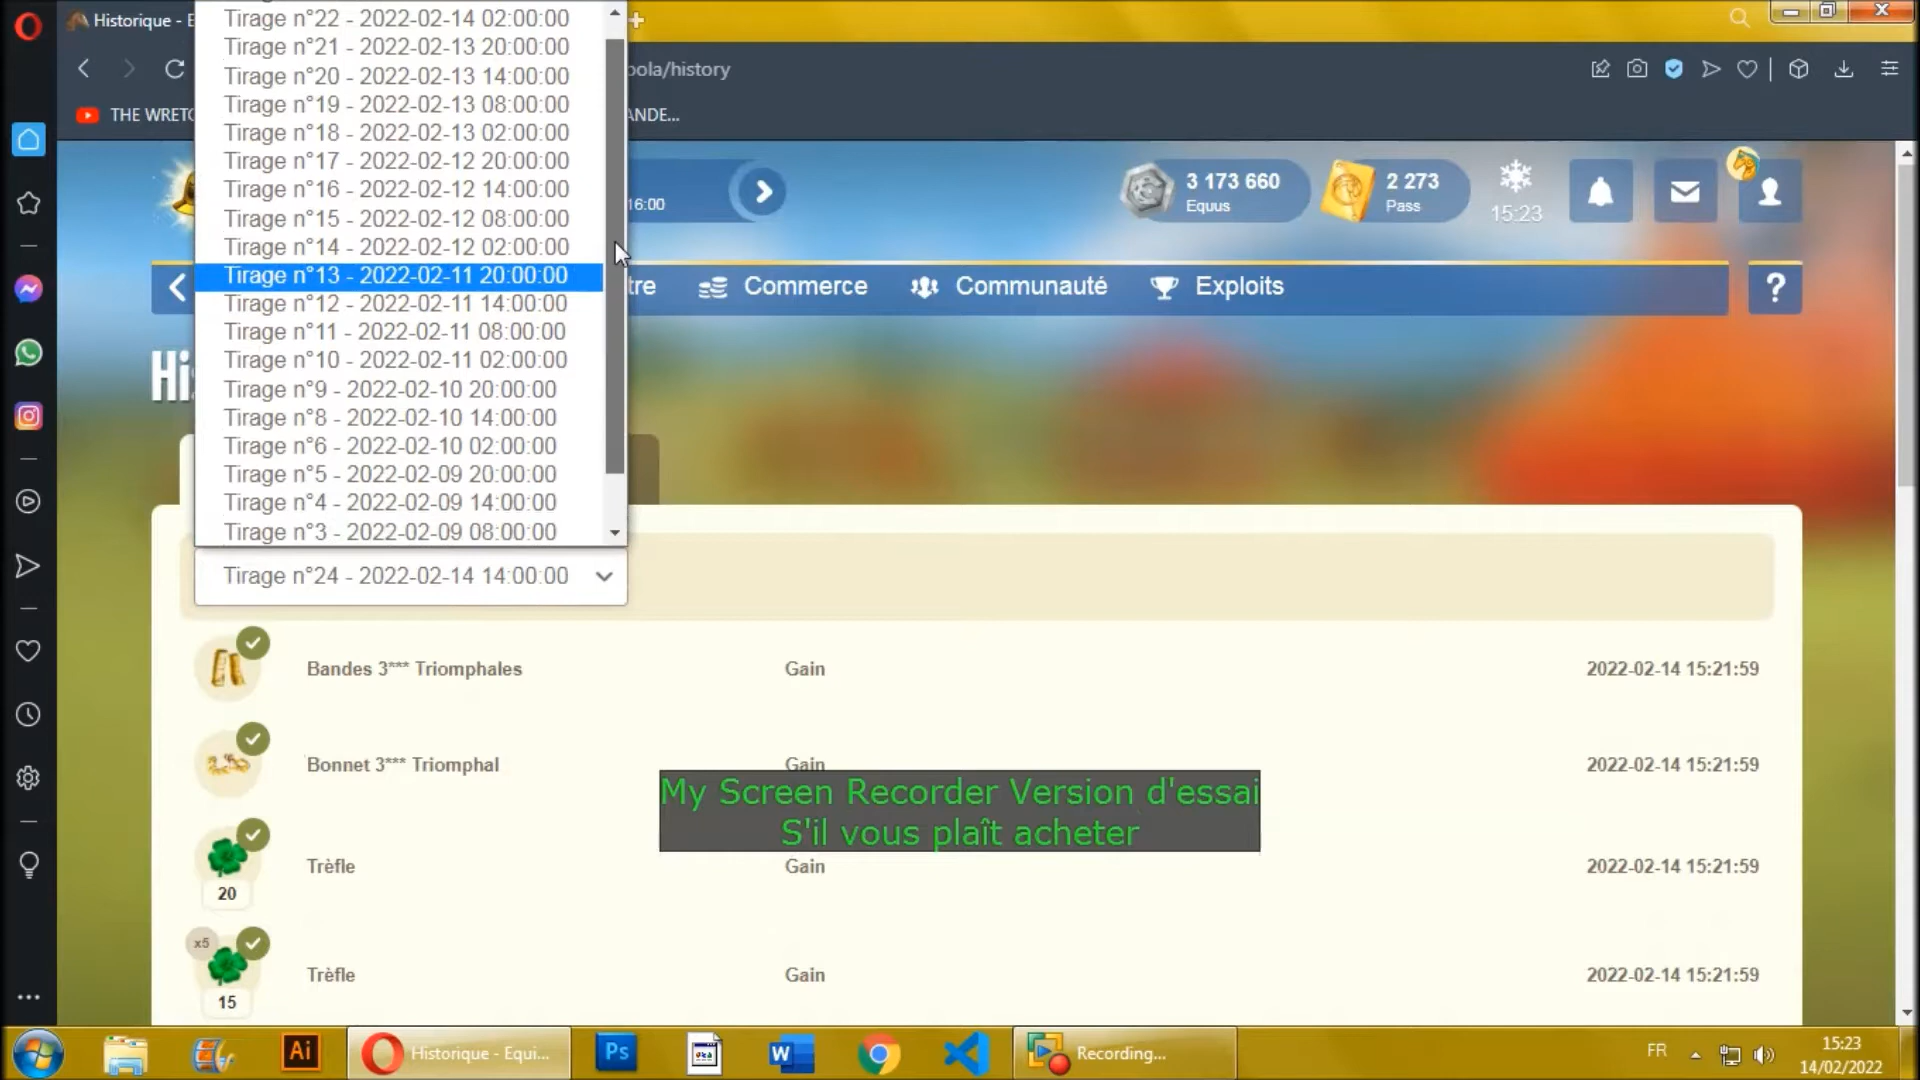 Historique - E
Tirage n°22 - 2022-02-14 02:00:00
Tirage n°21 - 2022-02-13 20:00:00
Tirage n°20 - 2022-02-13 14:00:00
Tirage n°19 - 2022-02-13 08:00:00
Tirage n°18 - 2022-02-13 02:00:00
Tirage n°17 - 2022-02-12 20:00:00
Tirage n°16 - 2022-02-12 14:00:00
Tirage n°15 - 2022-02-12 08:00:00
Tirage n°14 - 2022-02-12 02:00:00
Tirage n°13 - 2022-02-11 20:00:00
Tirage n°12 - 2022-02-11 14:00:00
Tirage n°11 - 2022-02-11 08:00:00
Tirage n°10 - 2022-02-11 02:00:00
Tirage n°9 - 2022-02-10 20:00:00
Tirage n°8 - 2022-02-10 14:00:00
Tirage n°6 - 2022-02-10 02:00:00
Tirage n°5 - 2022-02-09 20:00:00
Tirage n°4 - 2022-02-09 14:00:00
Tirage n°3 - 2022-02-09 08:00:00
Tirage n°24 - 2022-02-14 14:00:00
ola/history
THE WRETC
ANDE...
16:00
3 173 660
Equus
2 273
Pass
15:23
tre Commerce Communauté Exploits ?
His
Bandes 3*** Triomphales Gain 2022-02-14 15:21:59
Bonnet 3*** Triomphal Gain 2022-02-14 15:21:59
My Screen Recorder Version d'essai
S'il vous plaît acheter
Trèfle Gain 2022-02-14 15:21:59
20
x5
Trèfle Gain 2022-02-14 15:21:59
15
Ai
Historique - Equi...
Ps
W
Recording...
FR
15:23
14/02/2022